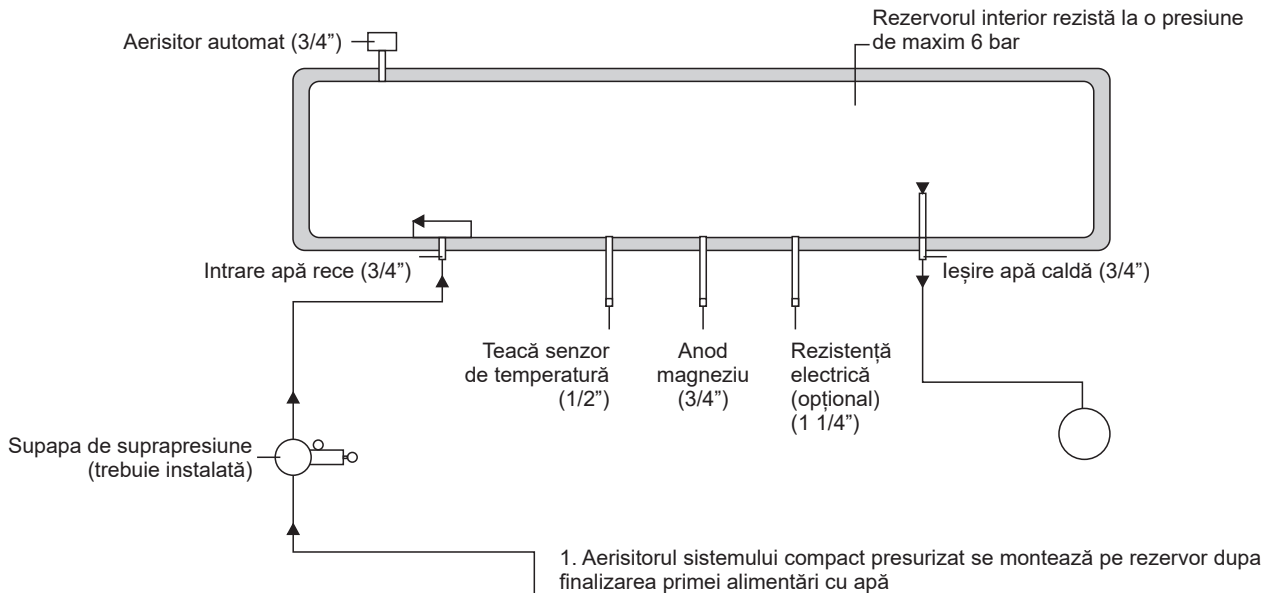 Aerisitor automat (3/4”)
Rezervorul interior rezistă la o presiune
de maxim 6 bar
Intrare apă rece (3/4”)
Ieșire apă caldă (3/4”)
Teacă senzor
de temperatură
(1/2”)
Anod
magneziu
(3/4”)
Rezistență
electrică
(opțional)
(1 1/4”)
Supapa de suprapresiune
(trebuie instalată)
1. Aerisitorul sistemului compact presurizat se montează pe rezervor dupa
finalizarea primei alimentări cu apă